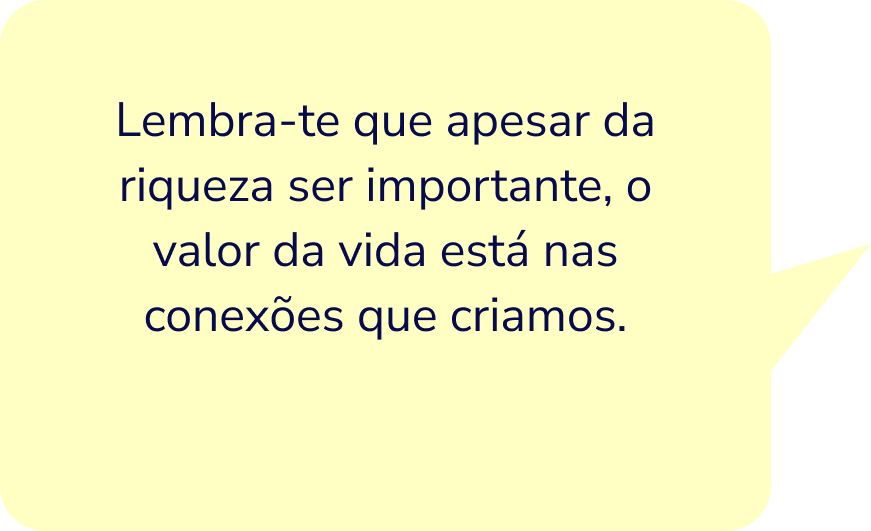 Lembra-te que apesar da
riqueza ser importante, o
valor da vida está nas
conexões que criamos.